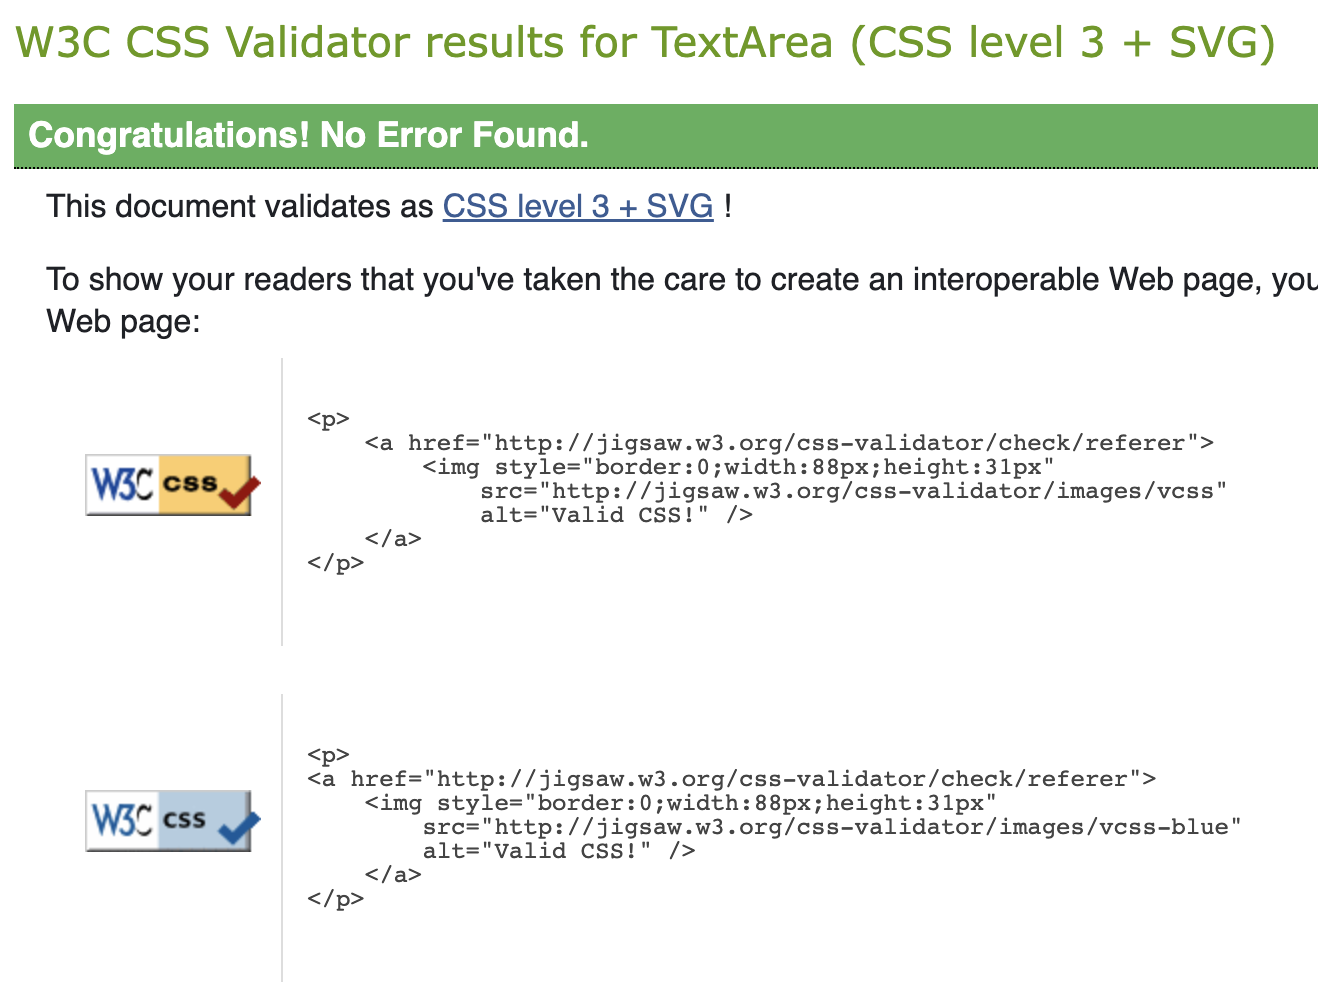 W3C CSS Validator results for TextArea (CSS level 3 + SVG)
Congratulations! No Error Found.
This document validates as CSS level 3 + SVG !
To show your readers that you've taken the care to create an interoperable Web page, you
Web page:
<p>
    <a href="http://jigsaw.w3.org/css-validator/check/referer">
        <img style="border:0;width:88px;height:31px"
            src="http://jigsaw.w3.org/css-validator/images/vcss"
            alt="Valid CSS!" />
    </a>
</p>
W3C css
<p>
<a href="http://jigsaw.w3.org/css-validator/check/referer">
    <img style="border:0;width:88px;height:31px"
        src="http://jigsaw.w3.org/css-validator/images/vcss-blue"
        alt="Valid CSS!" />
    </a>
</p>
W3C css